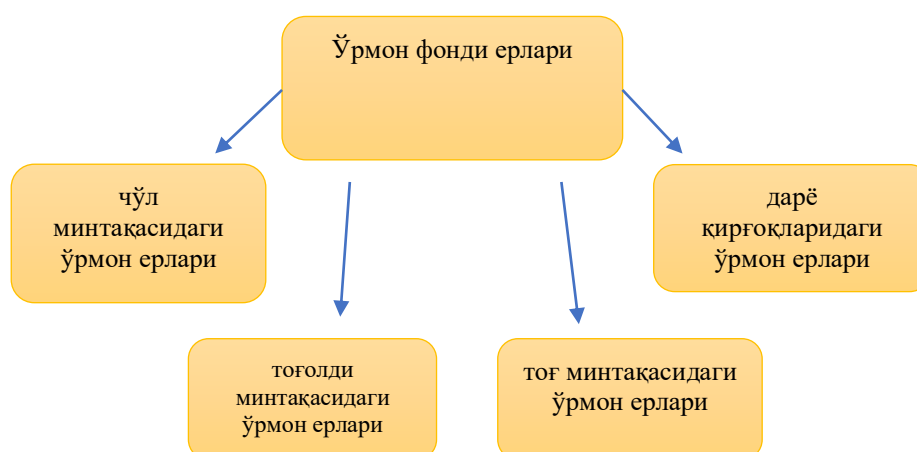 Ўрмон фонди ерлари
чўл
минтақасидаги
ўрмон ерлари
дарё
қирғоқларидаги
ўрмон ерлари
тоғолди
минтақасидаги
ўрмон ерлари
тоғ минтақасидаги
ўрмон ерлари